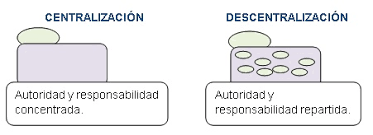 CENTRALIZACIÓN
Autoridad y responsabilidad
concentrada.
DESCENTRALIZACIÓN
Autoridad y
responsabilidad repartida.